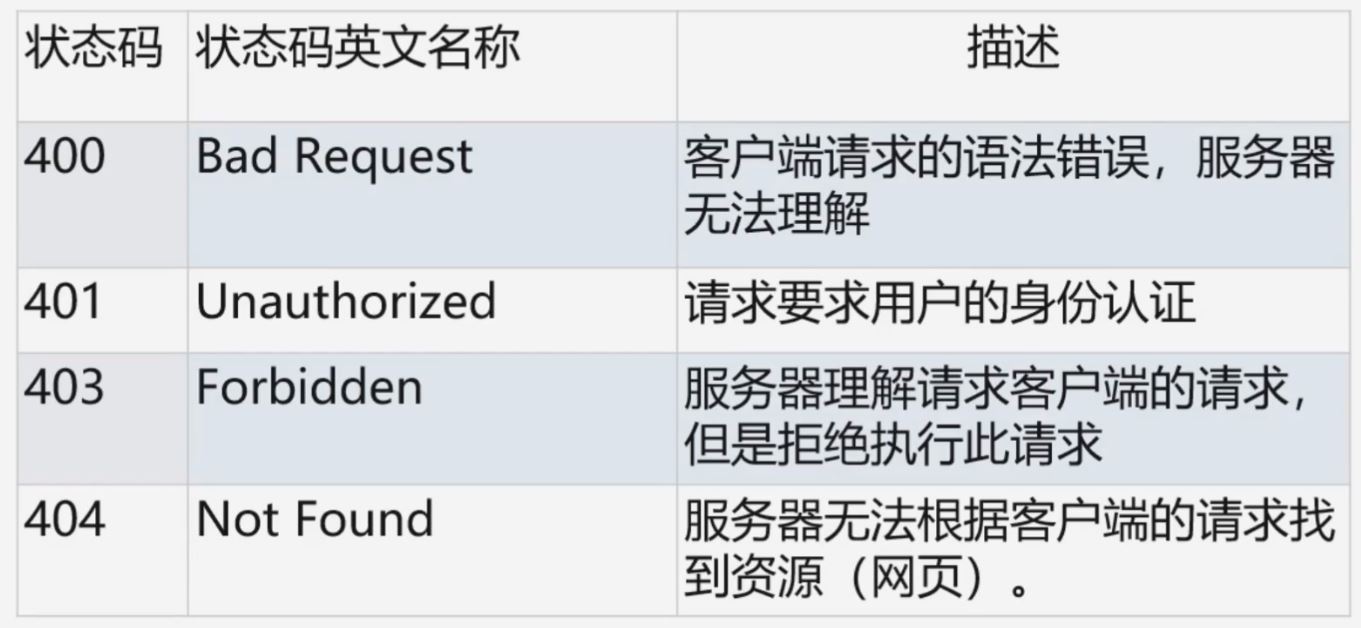 状态码 状态码英文名称 描述
400 Bad Request 客户端请求的语法错误，服务器
无法理解
401 Unauthorized 请求要求用户的身份认证
403 Forbidden 服务器理解请求客户端的请求，
但是拒绝执行此请求
404 Not Found 服务器无法根据客户端的请求找
到资源（网页）。